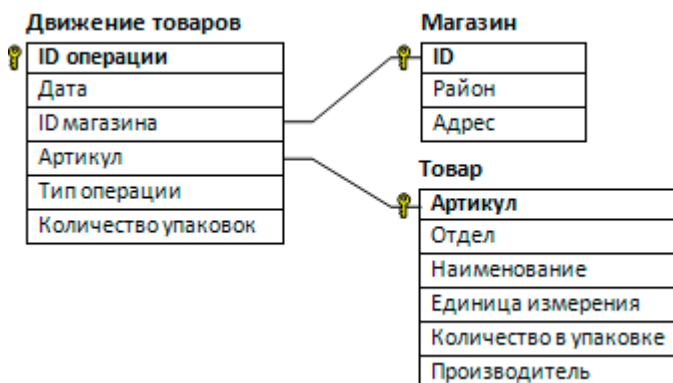 Движение товаров
ID операции
Дата
ID магазина
Артикул
Тип операции
Количество упаковок
Магазин
ID
Район
Адрес
Товар
Артикул
Отдел
Наименование
Единица измерения
Количество в упаковке
Производитель